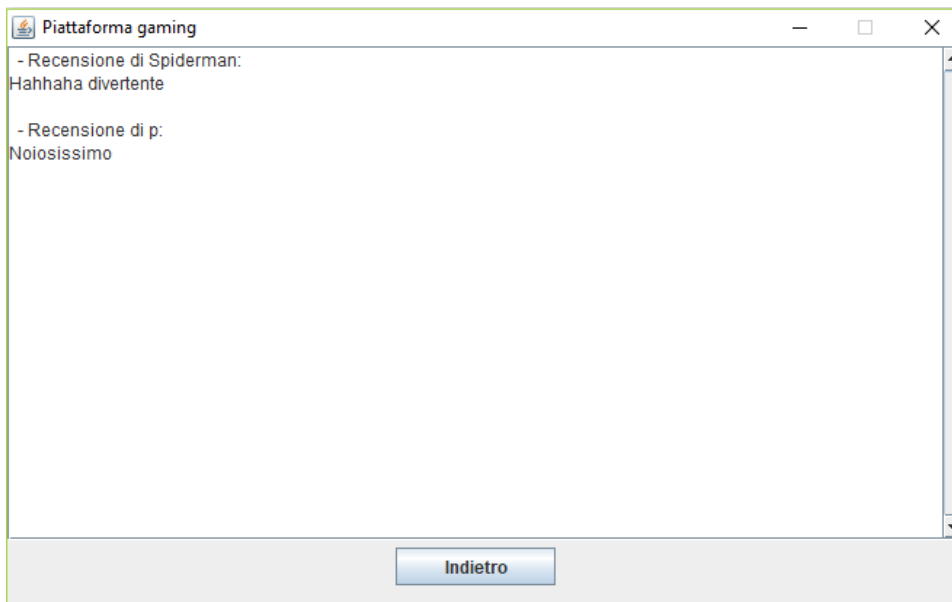 Piattaforma gaming
- Recensione di Spiderman:
Hahhaha divertente
- Recensione di p:
Noiosissimo
Indietro